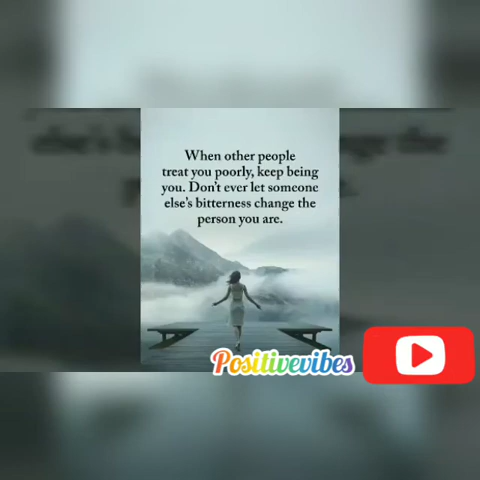 When other people
treat you poorly, keep being
you. Don't ever let someone
else's bitterness change the
person you are.
Positivevibes